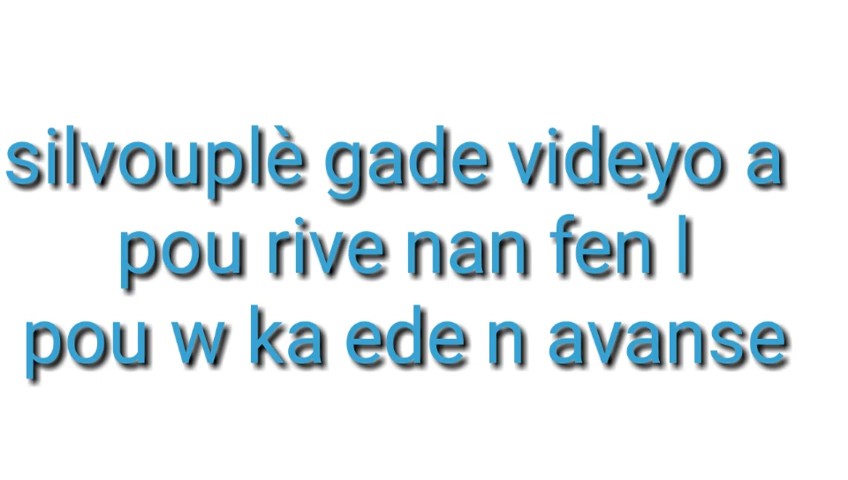 silvouplè gade videyo a
pou rive nan fen l
pou w ka ede n avanse